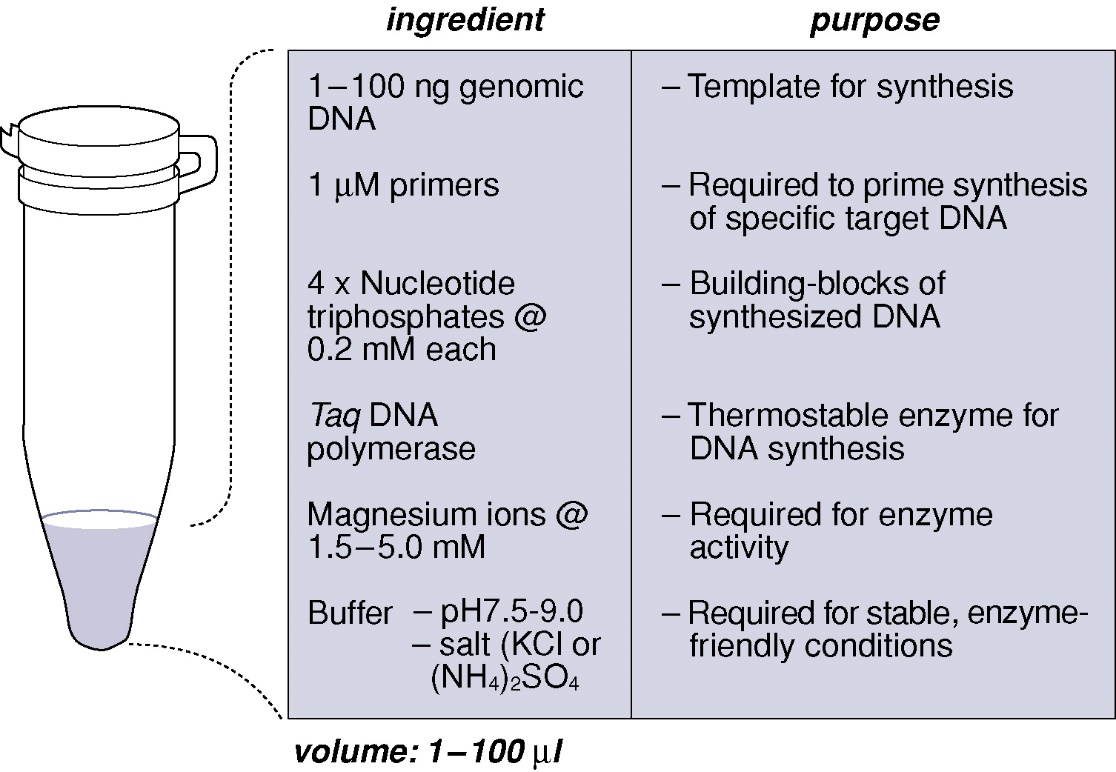 ingredient purpose
1–100 ng genomic – Template for synthesis
DNA
1 μM primers – Required to prime synthesis
of specific target DNA
4 x Nucleotide – Building-blocks of
triphosphates @ synthesized DNA
0.2 mM each
Taq DNA – Thermostable enzyme for
polymerase DNA synthesis
Magnesium ions @ – Required for enzyme
1.5–5.0 mM activity
Buffer – pH7.5-9.0 – Required for stable, enzyme-
– salt (KCl or friendly conditions
(NH₄)₂SO₄
volume: 1–100 μl